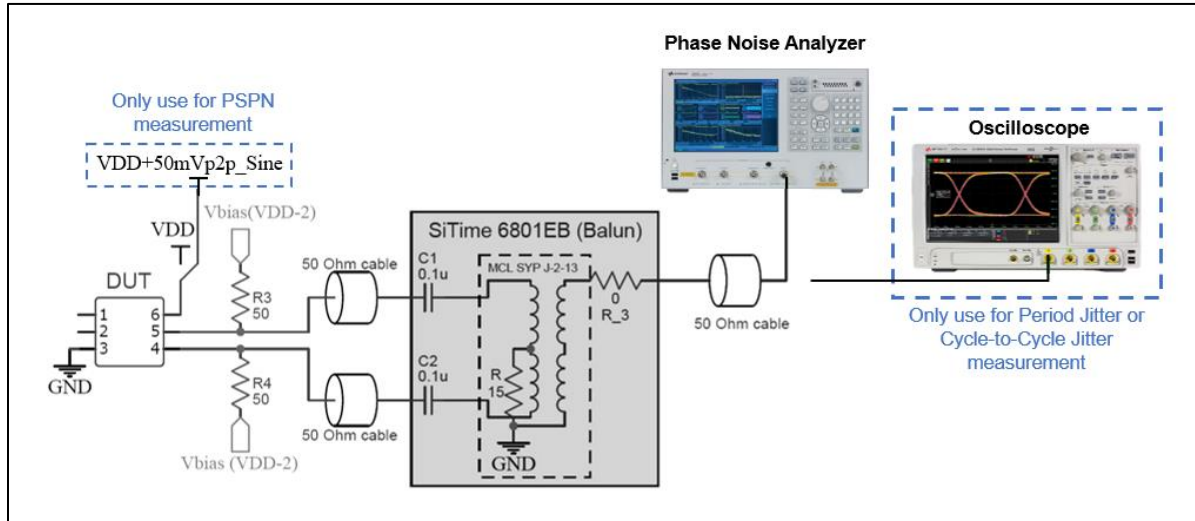 Phase Noise Analyzer
Only use for PSPN
measurement
VDD+50mVp2p_Sine
Oscilloscope
Vbias(VDD-2)
VDD
SiTime 6801EB (Balun)
50 Ohm cable
C1
0.1u
MCL SYP J-2-13
DUT
R3
50
0
R_3
1
2
3
6
5
4
50 Ohm cable
Only use for Period Jitter or
Cycle-to-Cycle Jitter
measurement
C2
0.1u
R
15
GND
R4
50
50 Ohm cable
GND
Vbias (VDD-2)